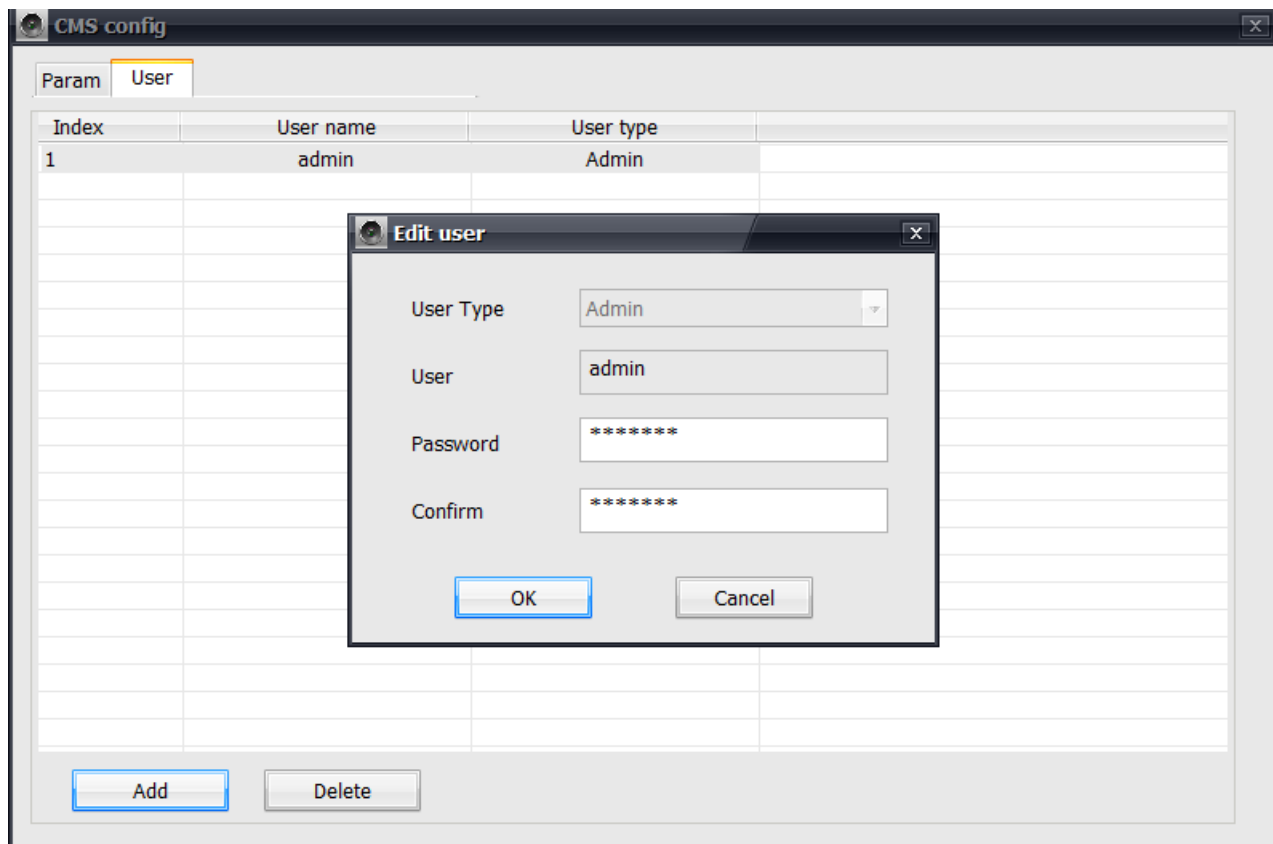 CMS config
Param User
Index User name User type
1 admin Admin
Edit user
User Type Admin
User admin
Password *******
Confirm *******
OK Cancel
Add Delete